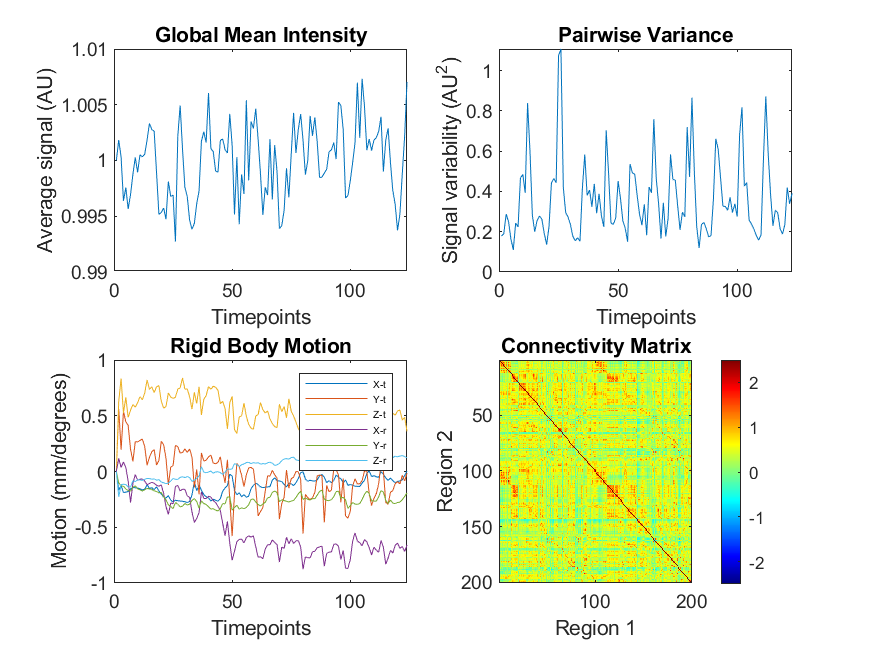 Global Mean Intensity
1.01
1.005
1
0.995
0.99
Average signal (AU)
0
50
100
Timepoints
Pairwise Variance
1
0.8
0.6
0.4
0.2
0
Signal variability (AU²)
0
50
100
Timepoints
Rigid Body Motion
1
0.5
0
-0.5
-1
Motion (mm/degrees)
X-t
Y-t
Z-t
X-r
Y-r
Z-r
0
50
100
Timepoints
Connectivity Matrix
50
100
150
200
Region 2
100
200
Region 1
2
1
0
-1
-2